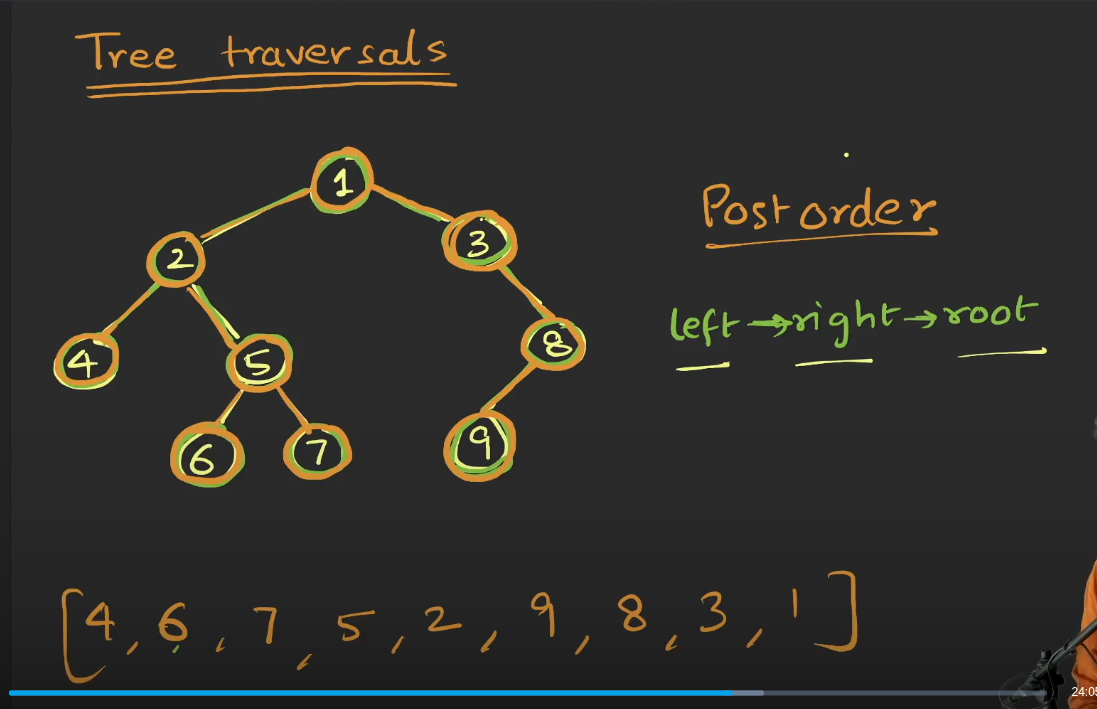 Tree traversals
1
Postorder
3
2
left → right → root
4
5
8
6
7
9
[4, 6, 7, 5, 2, 9, 8, 3, 1]
24:05